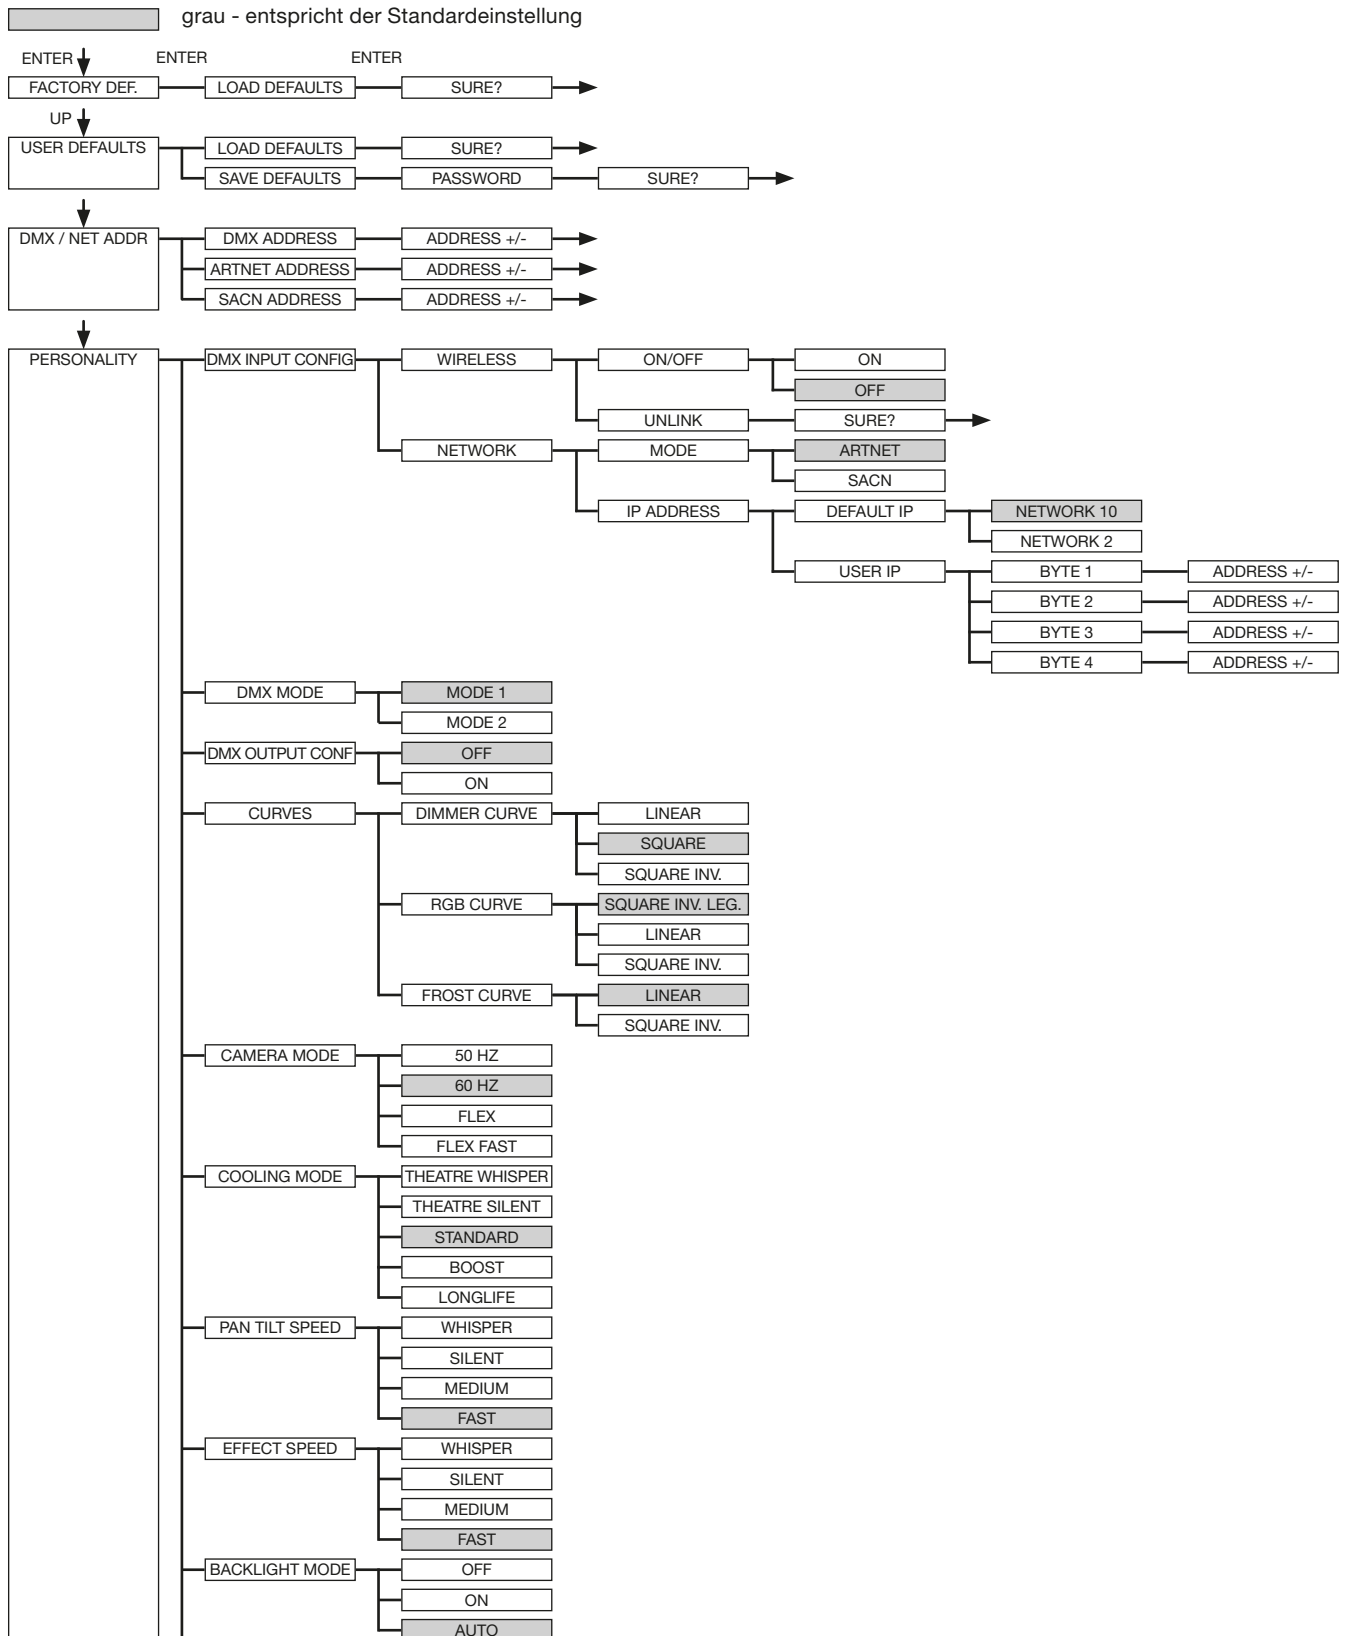 grau - entspricht der Standardeinstellung
ENTER ENTER ENTER
FACTORY DEF. LOAD DEFAULTS SURE?
UP
USER DEFAULTS LOAD DEFAULTS SURE?
SAVE DEFAULTS PASSWORD SURE?
DMX / NET ADDR DMX ADDRESS ADDRESS +/-
ARTNET ADDRESS ADDRESS +/-
SACN ADDRESS ADDRESS +/-
PERSONALITY DMX INPUT CONFIG WIRELESS ON/OFF ON
OFF
UNLINK SURE?
NETWORK MODE ARTNET
SACN
IP ADDRESS DEFAULT IP NETWORK 10
NETWORK 2
USER IP BYTE 1 ADDRESS +/-
BYTE 2 ADDRESS +/-
BYTE 3 ADDRESS +/-
BYTE 4 ADDRESS +/-
DMX MODE MODE 1
MODE 2
DMX OUTPUT CONF OFF
ON
CURVES DIMMER CURVE LINEAR
SQUARE
SQUARE INV.
RGB CURVE SQUARE INV. LEG.
LINEAR
SQUARE INV.
FROST CURVE LINEAR
SQUARE INV.
CAMERA MODE 50 HZ
60 HZ
FLEX
FLEX FAST
COOLING MODE THEATRE WHISPER
THEATRE SILENT
STANDARD
BOOST
LONGLIFE
PAN TILT SPEED WHISPER
SILENT
MEDIUM
FAST
EFFECT SPEED WHISPER
SILENT
MEDIUM
FAST
BACKLIGHT MODE OFF
ON
AUTO